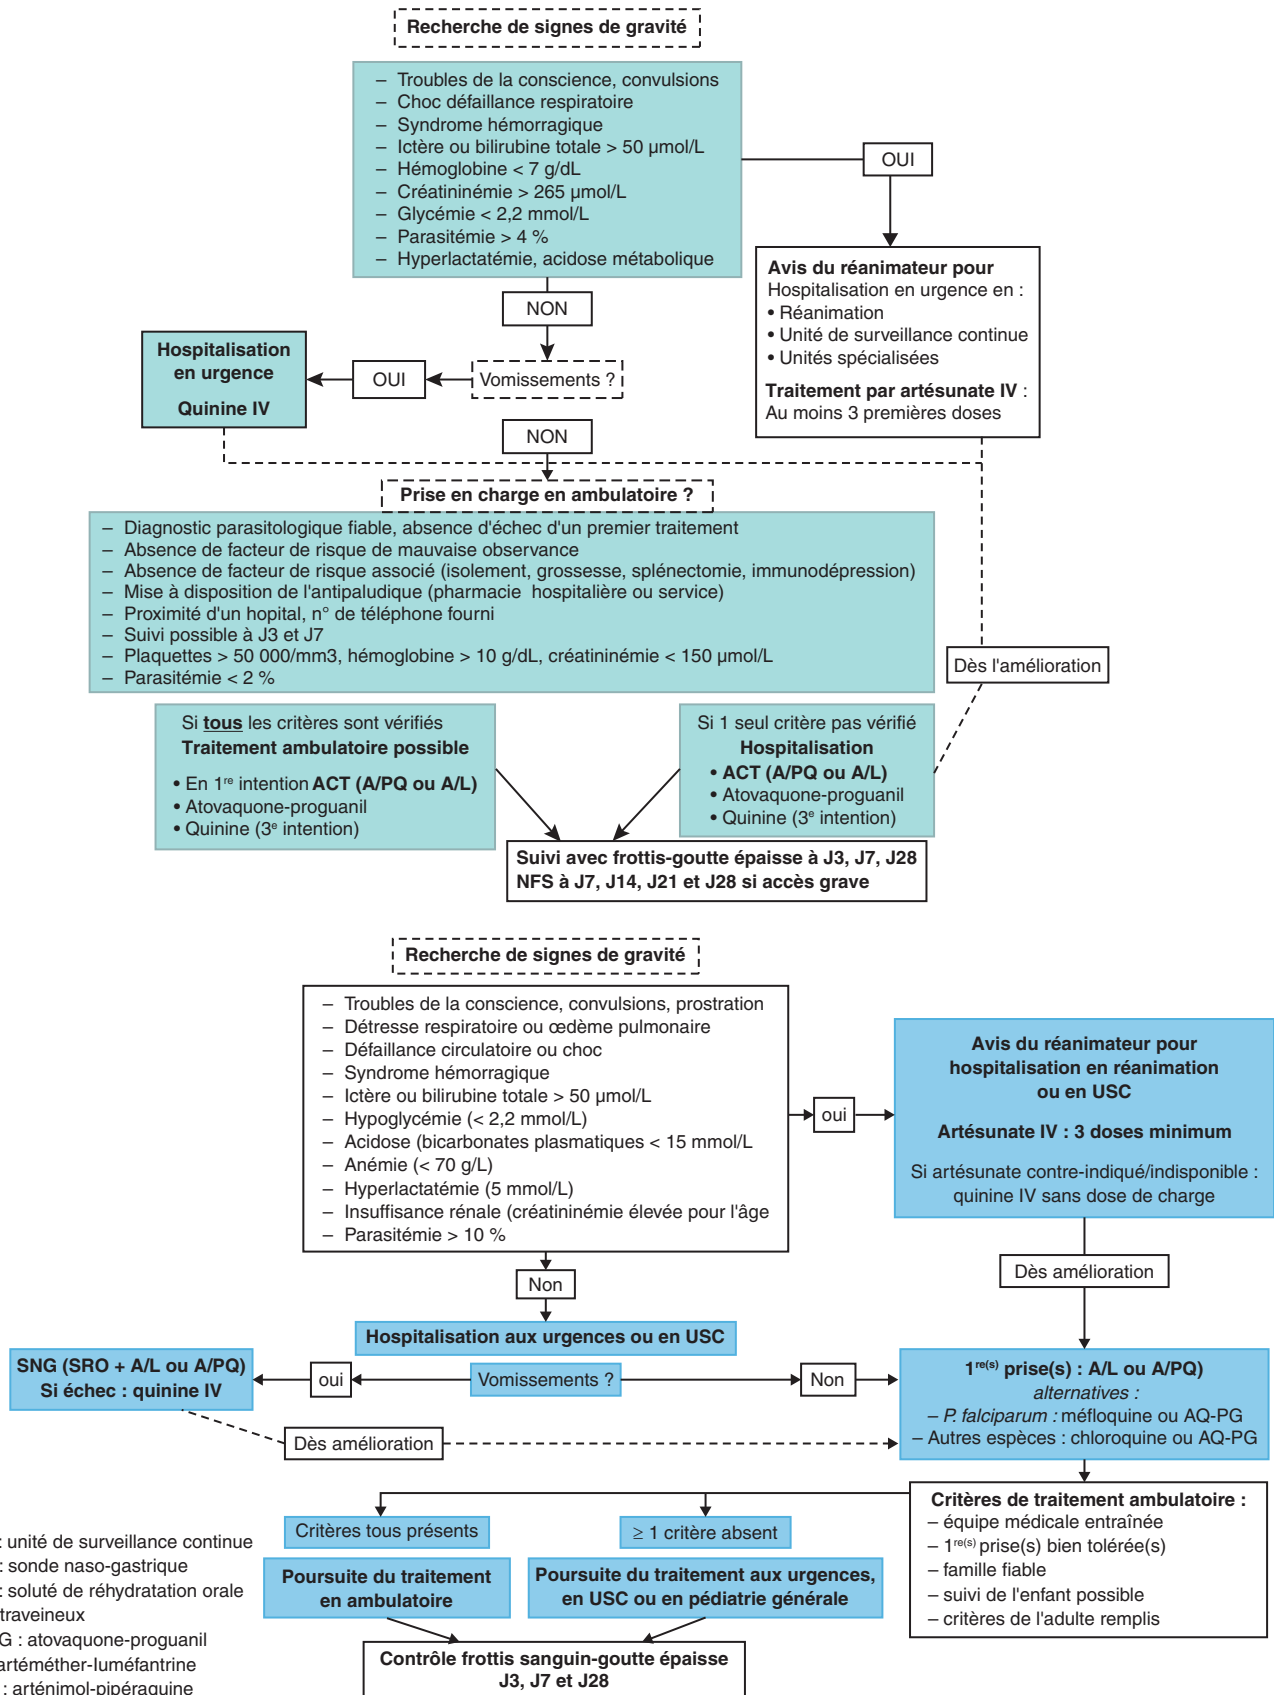 Recherche de signes de gravité
– Troubles de la conscience, convulsions
– Choc défaillance respiratoire
– Syndrome hémorragique
– Ictère ou bilirubine totale > 50 µmol/L
– Hémoglobine < 7 g/dL
– Créatininémie > 265 µmol/L
– Glycémie < 2,2 mmol/L
– Parasitémie > 4 %
– Hyperlactatémie, acidose métabolique
OUI
Avis du réanimateur pour
Hospitalisation en urgence en :
• Réanimation
• Unité de surveillance continue
• Unités spécialisées
Traitement par artésunate IV :
Au moins 3 premières doses
NON
Vomissements ?
OUI
Hospitalisation
en urgence
Quinine IV
NON
Prise en charge en ambulatoire ?
– Diagnostic parasitologique fiable, absence d'échec d'un premier traitement
– Absence de facteur de risque de mauvaise observance
– Absence de facteur de risque associé (isolement, grossesse, splénectomie, immunodépression)
– Mise à disposition de l'antipaludique (pharmacie hospitalière ou service)
– Proximité d'un hopital, n° de téléphone fourni
– Suivi possible à J3 et J7
– Plaquettes > 50 000/mm3, hémoglobine > 10 g/dL, créatininémie < 150 µmol/L
– Parasitémie < 2 %
Dès l'amélioration
Si tous les critères sont vérifiés
Traitement ambulatoire possible
• En 1re intention ACT (A/PQ ou A/L)
• Atovaquone-proguanil
• Quinine (3e intention)
Si 1 seul critère pas vérifié
Hospitalisation
• ACT (A/PQ ou A/L)
• Atovaquone-proguanil
• Quinine (3e intention)
Suivi avec frottis-goutte épaisse à J3, J7, J28
NFS à J7, J14, J21 et J28 si accès grave
Recherche de signes de gravité
– Troubles de la conscience, convulsions, prostration
– Détresse respiratoire ou œdème pulmonaire
– Défaillance circulatoire ou choc
– Syndrome hémorragique
– Ictère ou bilirubine totale > 50 µmol/L
– Hypoglycémie (< 2,2 mmol/L)
– Acidose (bicarbonates plasmatiques < 15 mmol/L
– Anémie (< 70 g/L)
– Hyperlactatémie (5 mmol/L)
– Insuffisance rénale (créatininémie élevée pour l'âge
– Parasitémie > 10 %
oui
Avis du réanimateur pour
hospitalisation en réanimation
ou en USC
Artésunate IV : 3 doses minimum
Si artésunate contre-indiqué/indisponible :
quinine IV sans dose de charge
Dès amélioration
Non
Hospitalisation aux urgences ou en USC
Vomissements ?
oui
SNG (SRO + A/L ou A/PQ)
Si échec : quinine IV
Dès amélioration
Non
1re(s) prise(s) : A/L ou A/PQ)
alternatives :
– P. falciparum : méfloquine ou AQ-PG
– Autres espèces : chloroquine ou AQ-PG
Critères de traitement ambulatoire :
– équipe médicale entraînée
– 1re(s) prise(s) bien tolérée(s)
– famille fiable
– suivi de l'enfant possible
– critères de l'adulte remplis
Critères tous présents
≥ 1 critère absent
Poursuite du traitement
en ambulatoire
Poursuite du traitement aux urgences,
en USC ou en pédiatrie générale
Contrôle frottis sanguin-goutte épaisse
J3, J7 et J28
: unité de surveillance continue
: sonde naso-gastrique
: soluté de réhydratation orale
traveineux
G : atovaquone-proguanil
artéméther-luméfantrine
: arténimol-pipéraquine